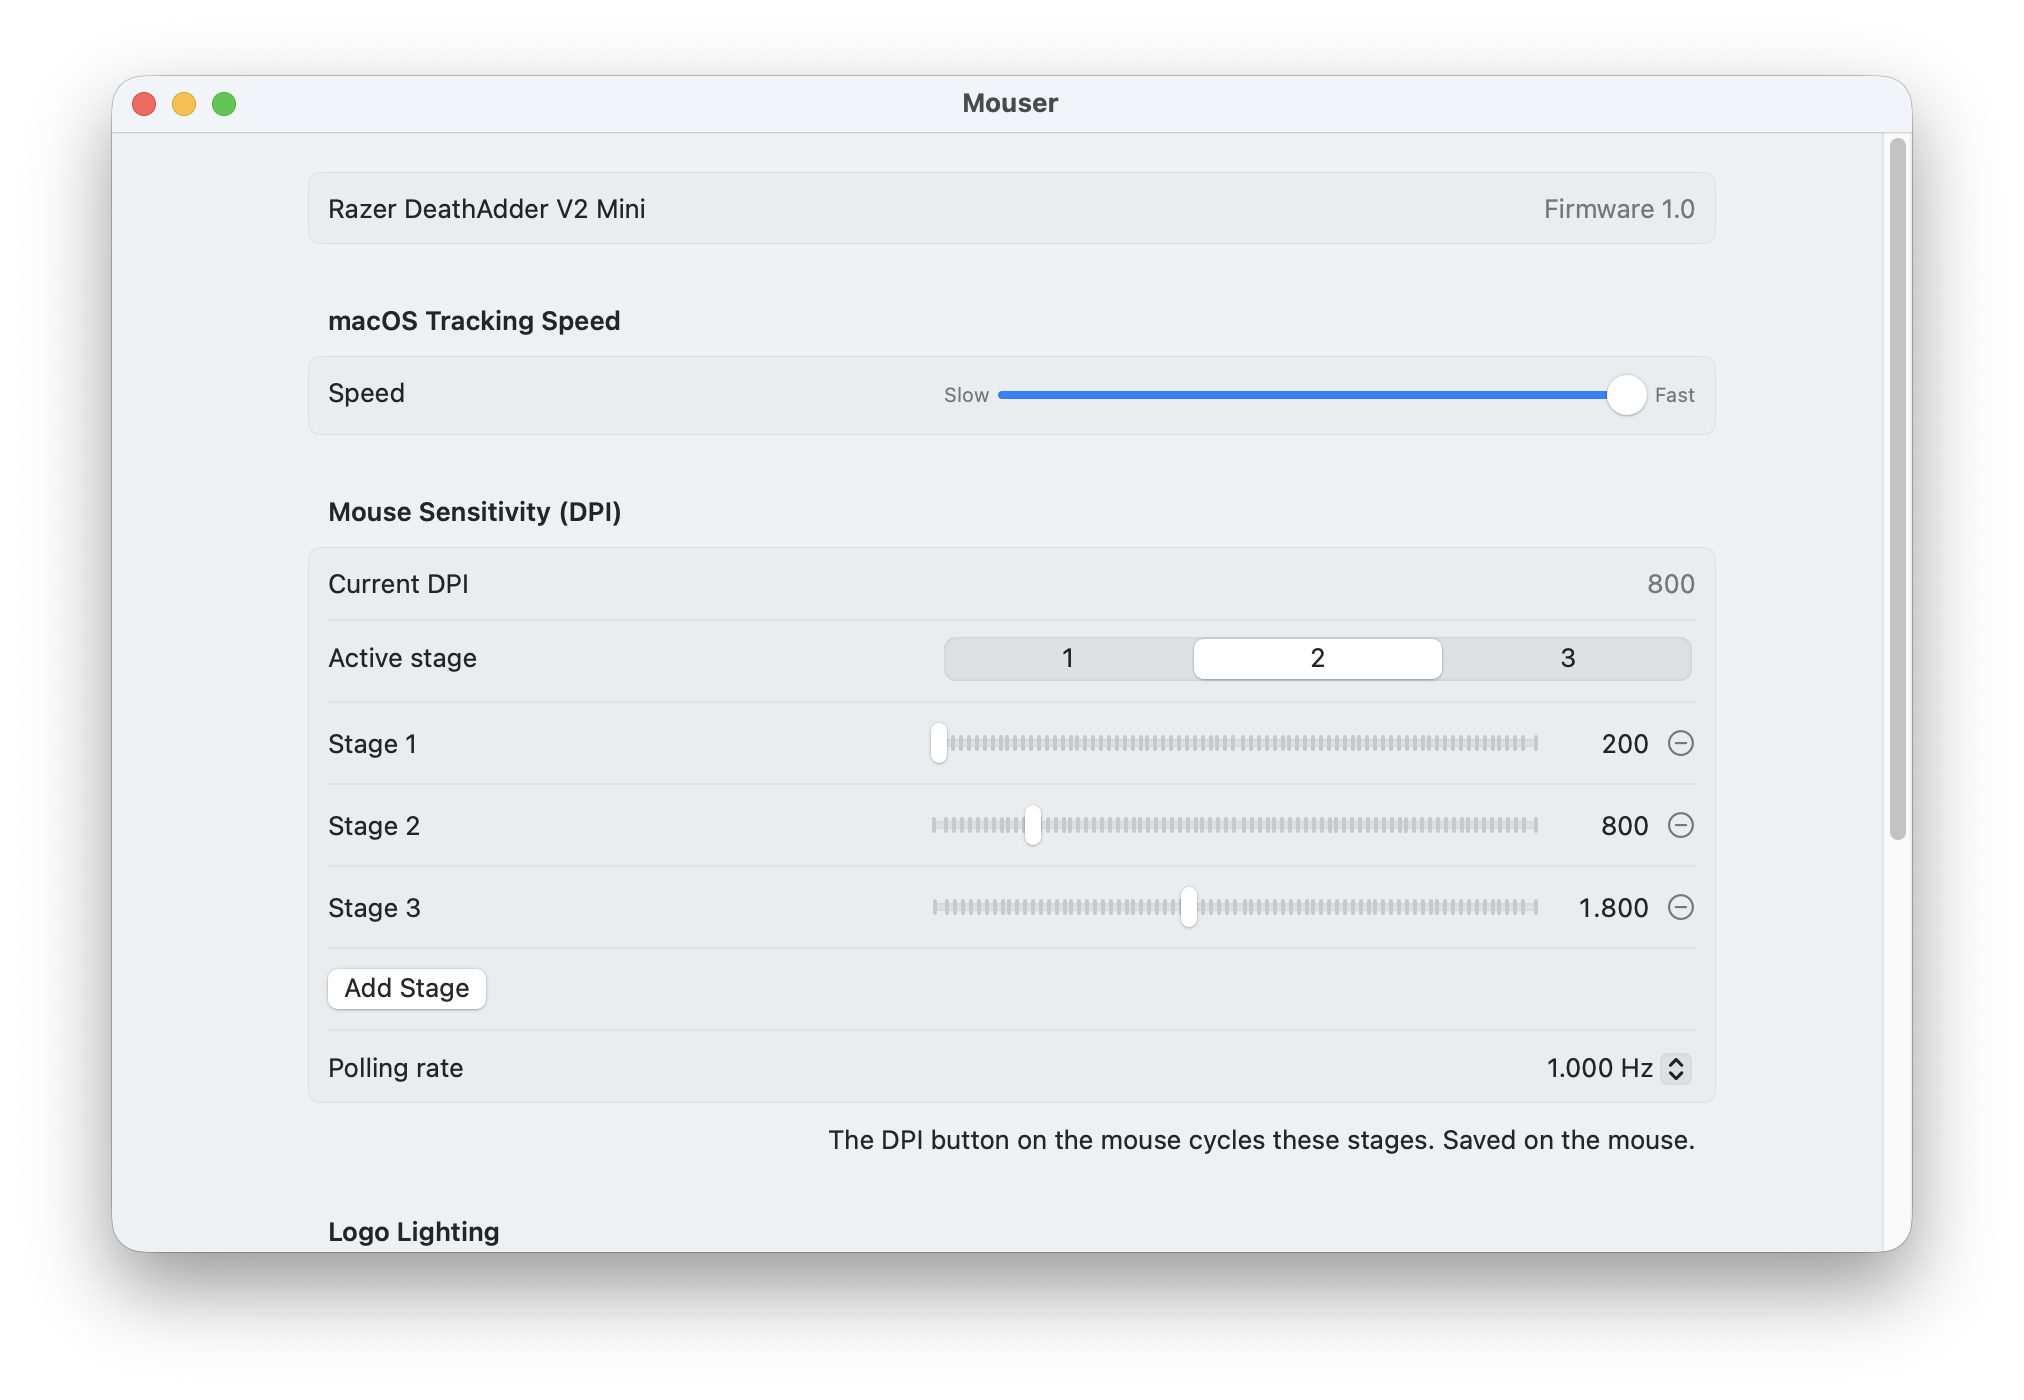 Mouser
Razer DeathAdder V2 Mini Firmware 1.0
macOS Tracking Speed
Speed Slow Fast
Mouse Sensitivity (DPI)
Current DPI 800
Active stage 1 2 3
Stage 1 200
Stage 2 800
Stage 3 1.800
Add Stage
Polling rate 1.000 Hz
The DPI button on the mouse cycles these stages. Saved on the mouse.
Logo Lighting